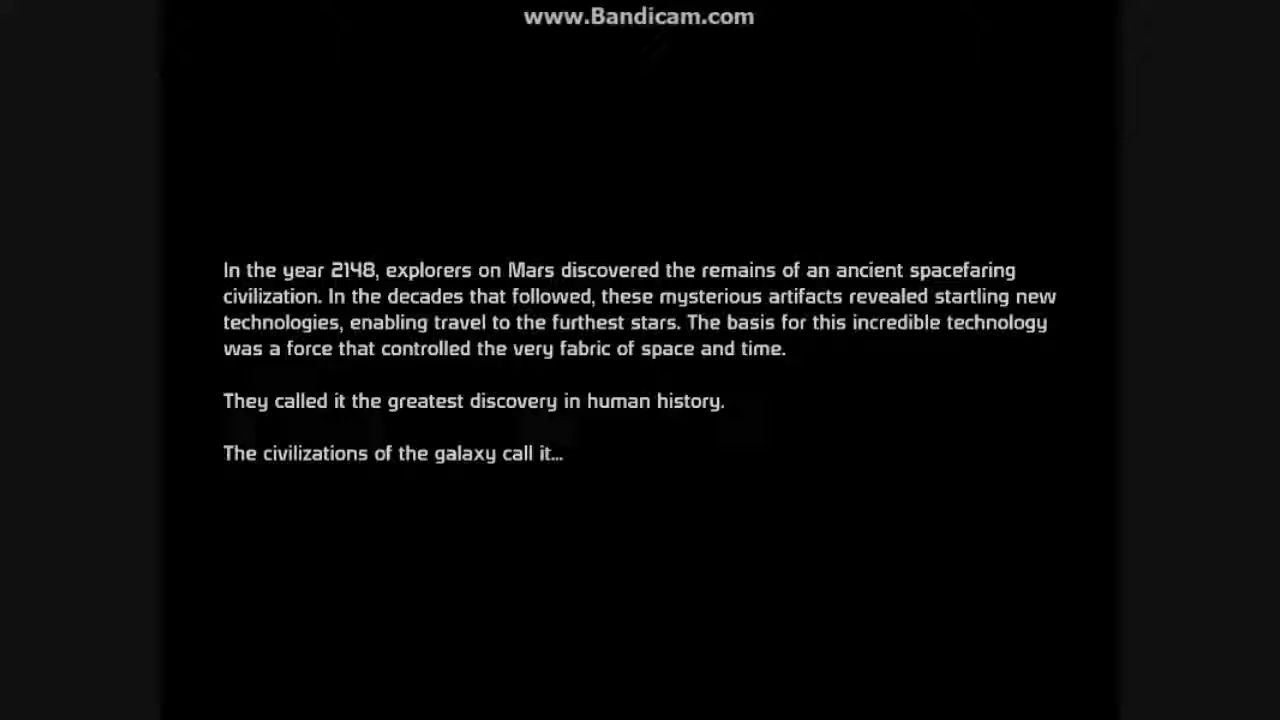 www.Bandicam.com
In the year 2148, explorers on Mars discovered the remains of an ancient spacefaring
civilization. In the decades that followed, these mysterious artifacts revealed startling new
technologies, enabling travel to the furthest stars. The basis for this incredible technology
was a force that controlled the very fabric of space and time.
They called it the greatest discovery in human history.
The civilizations of the galaxy call it...